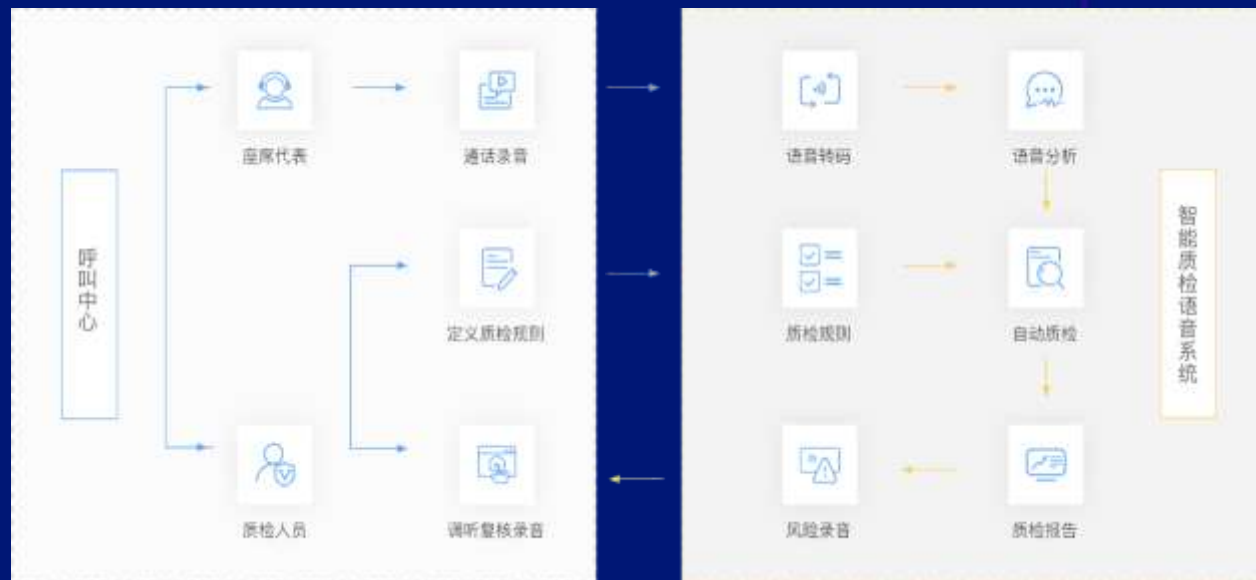 座席代表
通话录音
语音转码
语音分析
呼叫中心
智能质检语音系统
定义质检规则
质检规则
自动质检
质检人员
调听复核录音
风险录音
质检报告